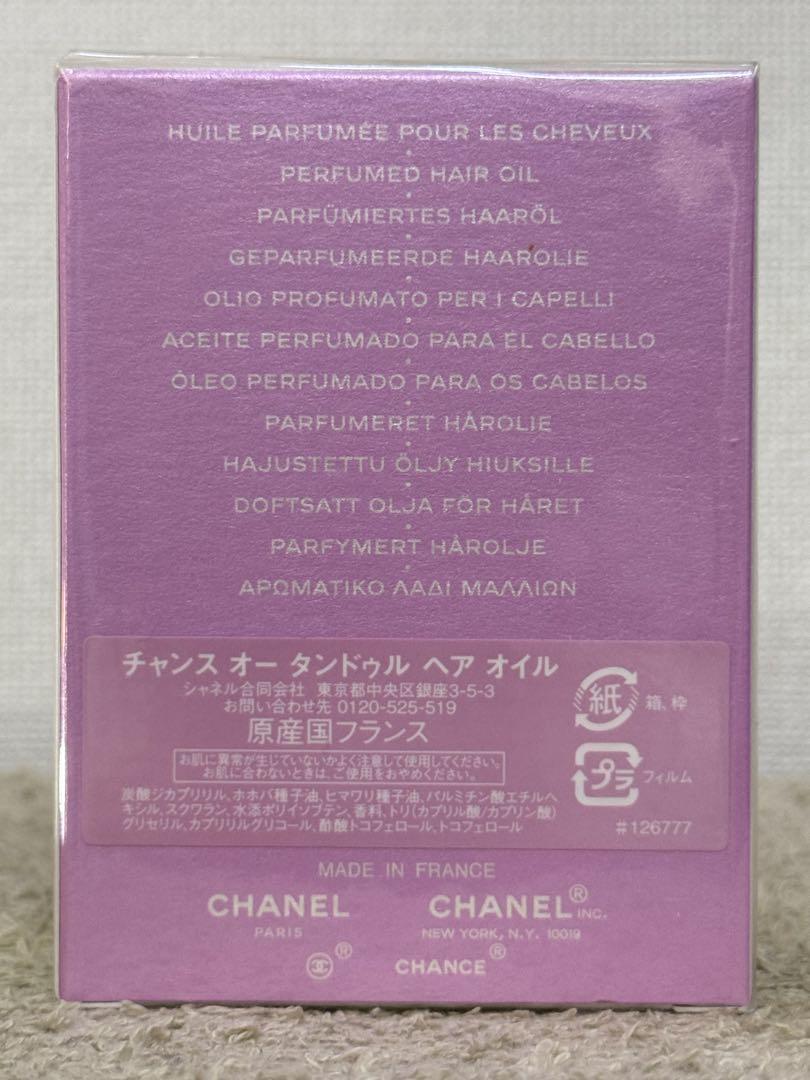 HUILE PARFUMÉE POUR LES CHEVEUX
PERFUMED HAIR OIL
PARFÜMIERTES HAARÖL
GEPARFUMEERDE HAAROLIE
OLIO PROFUMATO PER I CAPELLI
ACEITE PERFUMADO PARA EL CABELLO
ÓLEO PERFUMADO PARA OS CABELOS
PARFUMERET HÅROLIE
HAJUSTETTU ÖLJY HIUKSILLE
DOFTSATT OLJA FÖR HÅRET
PARFYMERT HÅROLJE
ΑΡΩΜΑΤΙΚΟ ΛΑΔΙ ΜΑΛΛΙΩΝ
チャンス オー タンドゥル ヘア オイル
シャネル合同会社 東京都中央区銀座3-5-3
お問い合わせ先 0120-525-519
原産国フランス
お肌に異常が生じていないかよく注意して使用してください。
お肌に合わないときは、ご使用をおやめください。
炭酸ジカプリリル、ホホバ種子油、ヒマワリ種子油、パルミチン酸エチルヘ
キシル、スクワラン、水添ポリイソブテン、香料、トリ(カプリル酸/カプリン酸)
グリセリル、カプリリルグリコール、酢酸トコフェロール、トコフェロール
紙 箱、枠
プラ フィルム
#126777
MADE IN FRANCE
CHANEL CHANEL® INC.
PARIS NEW YORK, N.Y. 10019
® CHANCE®